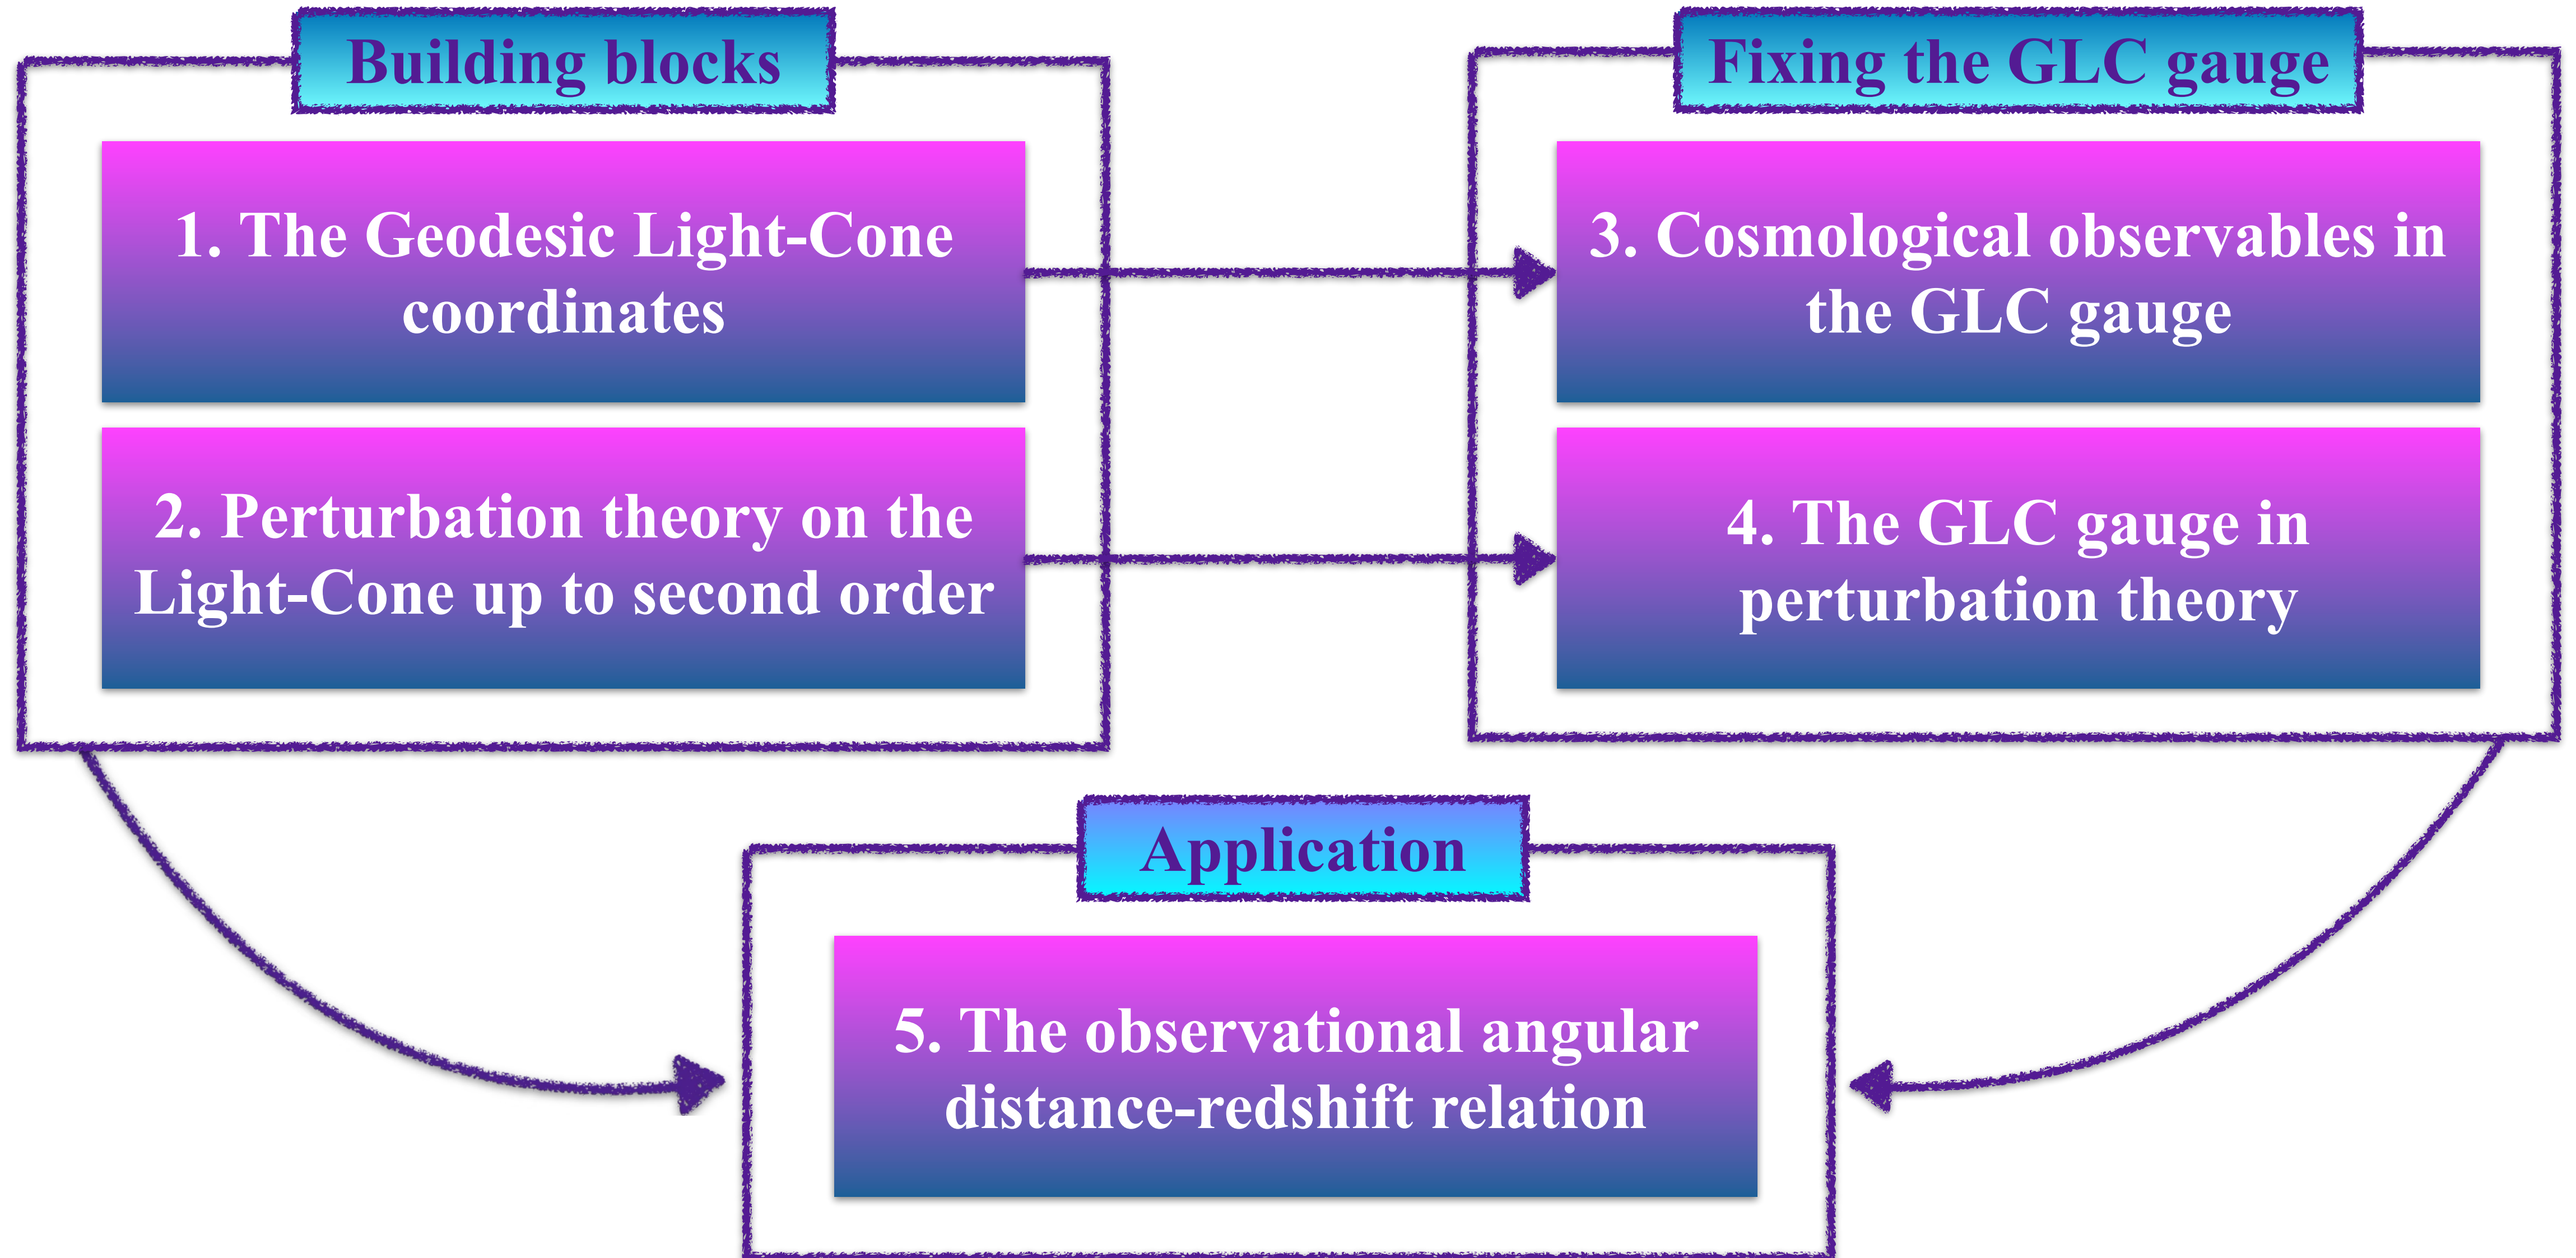 Building blocks
1. The Geodesic Light-Cone
coordinates
2. Perturbation theory on the
Light-Cone up to second order
Fixing the GLC gauge
3. Cosmological observables in
the GLC gauge
4. The GLC gauge in
perturbation theory
Application
5. The observational angular
distance-redshift relation